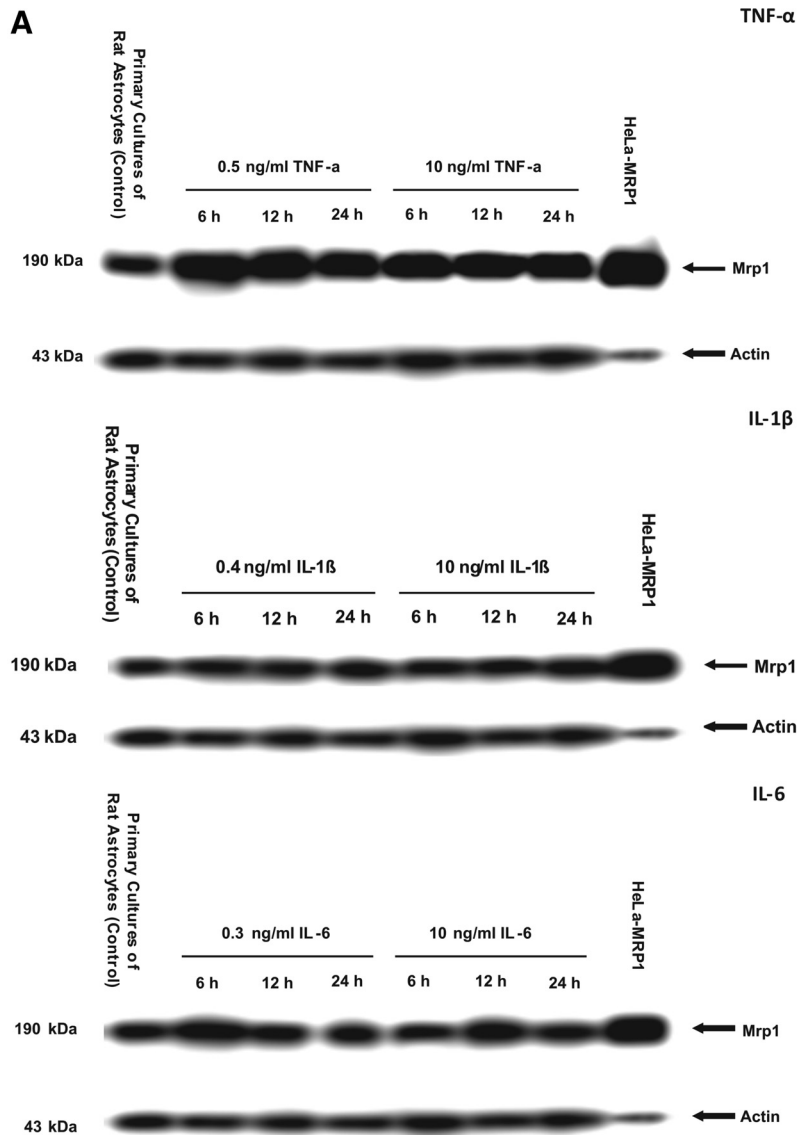 A
TNF-α
Primary Cultures of
Rat Astrocytes (Control)
0.5 ng/ml TNF-a
10 ng/ml TNF-a
HeLa-MRP1
6 h 12 h 24 h 6 h 12 h 24 h
190 kDa
Mrp1
43 kDa
Actin
IL-1β
Primary Cultures of
Rat Astrocytes (Control)
0.4 ng/ml IL-1ß
10 ng/ml IL-1ß
HeLa-MRP1
6 h 12 h 24 h 6 h 12 h 24 h
190 kDa
Mrp1
43 kDa
Actin
IL-6
Primary Cultures of
Rat Astrocytes (Control)
0.3 ng/ml IL-6
10 ng/ml IL-6
HeLa-MRP1
6 h 12 h 24 h 6 h 12 h 24 h
190 kDa
Mrp1
43 kDa
Actin